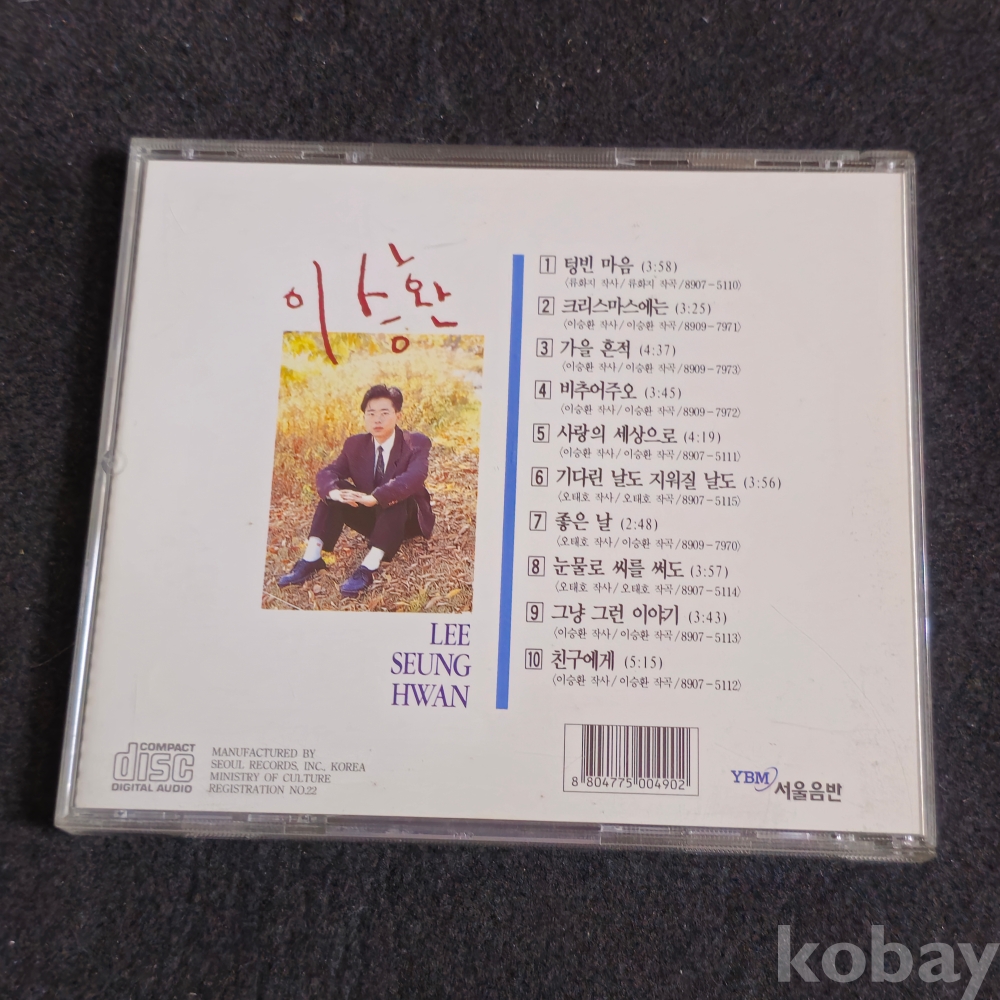 이승환
LEE
SEUNG
HWAN
1 텅빈 마음 (3:58)
(류화지 작사/류화지 작곡/8907-5110)
2 크리스마스에는 (3:25)
(이승환 작사/이승환 작곡/8909-7971)
3 가을 흔적 (4:37)
(이승환 작사/이승환 작곡/8909-7973)
4 비추어주오 (3:45)
(이승환 작사/이승환 작곡/8909-7972)
5 사랑의 세상으로 (4:19)
(이승환 작사/이승환 작곡/8907-5111)
6 기다린 날도 지워질 날도 (3:56)
(오태호 작사/오태호 작곡/8907-5115)
7 좋은 날 (2:48)
(오태호 작사/이승환 작곡/8909-7970)
8 눈물로 씨를 써도 (3:57)
(오태호 작사/오태호 작곡/8907-5114)
9 그냥 그런 이야기 (3:43)
(이승환 작사/이승환 작곡/8907-5113)
10 친구에게 (5:15)
(이승환 작사/이승환 작곡/8907-5112)
COMPACT
disc
DIGITAL AUDIO
MANUFACTURED BY
SEOUL RECORDS, INC., KOREA
MINISTRY OF CULTURE
REGISTRATION NO.22
8 804775 004902
YBM 서울음반
kobay